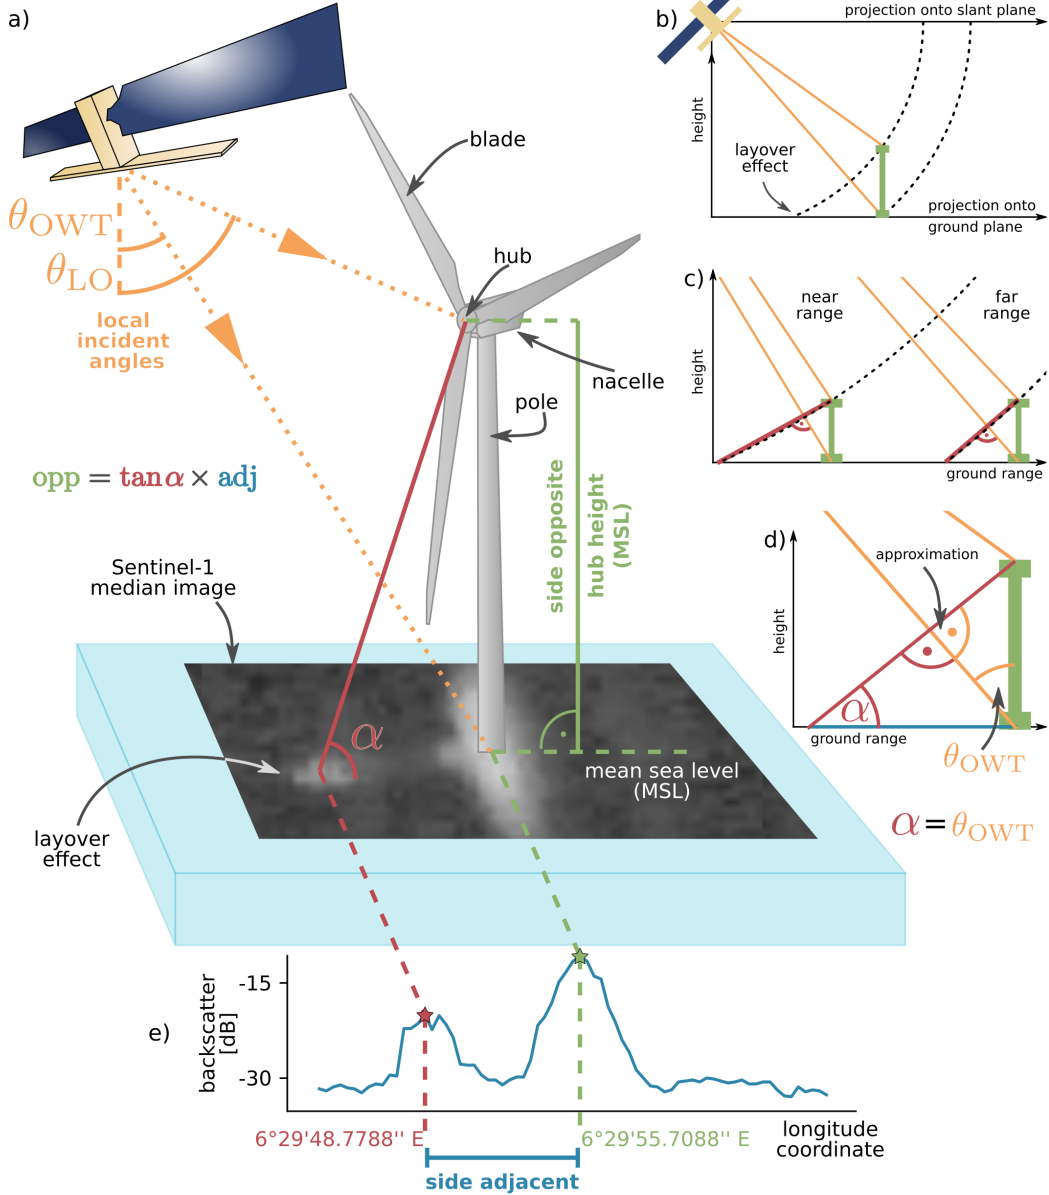 a)
blade
θOWT
θLO
local
incident
angles
hub
nacelle
pole
opp = tan α × adj
side opposite
hub height
(MSL)
Sentinel-1
median image
α
mean sea level
(MSL)
layover
effect
b)
projection onto slant plane
height
layover
effect
projection onto
ground plane
c)
near
range
far
range
height
ground range
d)
approximation
height
α
ground range
θOWT
α = θOWT
e)
backscatter
[dB]
-15
-30
6°29'48.7788'' E
6°29'55.7088'' E
longitude
coordinate
side adjacent